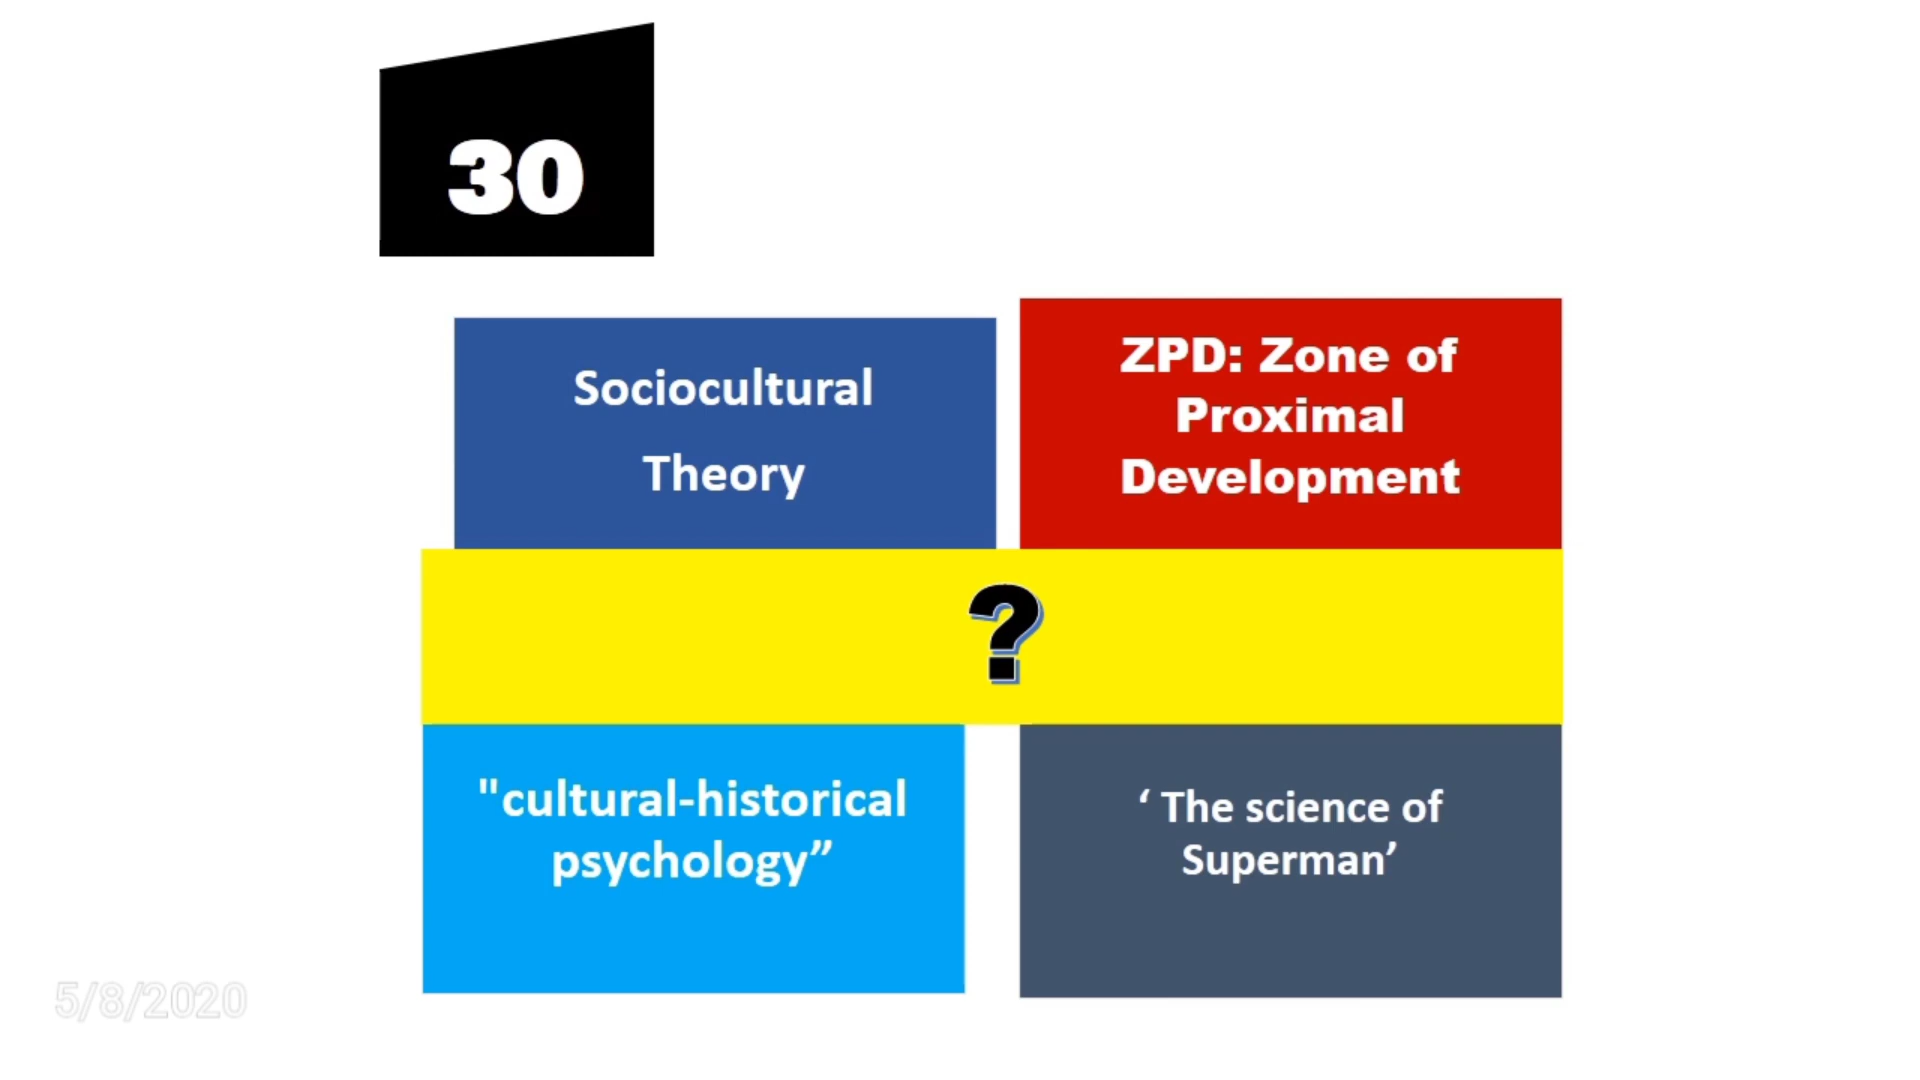 30
Sociocultural
Theory
ZPD: Zone of
Proximal
Development
?
"cultural-historical
psychology”
‘ The science of
Superman’
5/8/2020